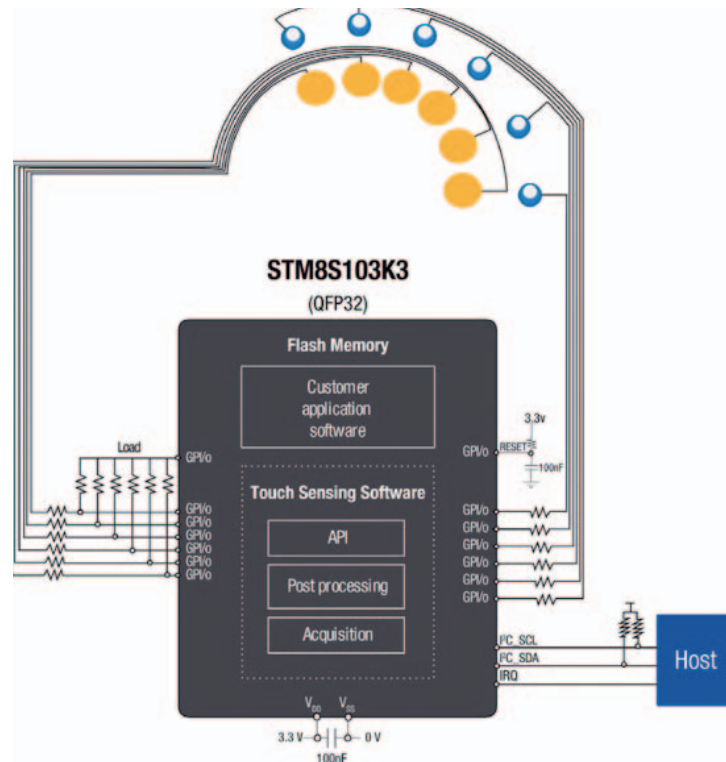 STM8S103K3
(QFP32)
Flash Memory
Customer
application
software
3.3v
Load
GPI/o
GPI/o
RESET
100nF
Touch Sensing Software
GPI/o
GPI/o
GPI/o
GPI/o
GPI/o
GPI/o
API
Post processing
Acquisition
GPI/o
GPI/o
GPI/o
GPI/o
GPI/o
GPI/o
I²C_SCL
I²C_SDA
IRQ
Host
VDD
VSS
3.3 V
0 V
100nF